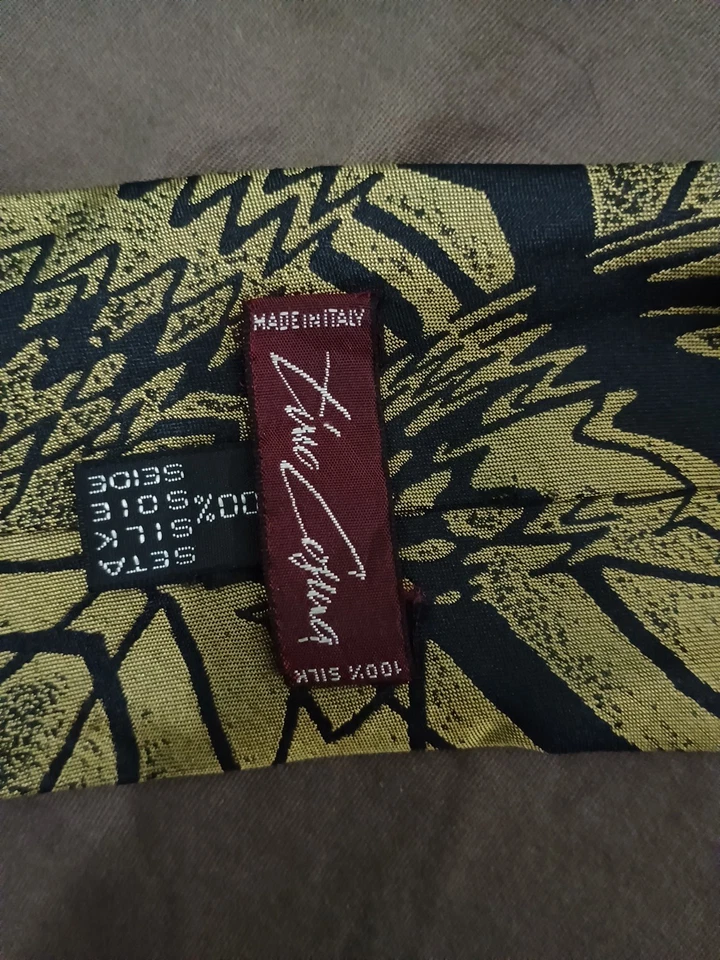 MADE IN ITALY
100% SILK
100%
SETA
SILK
SOIE
SEIDE